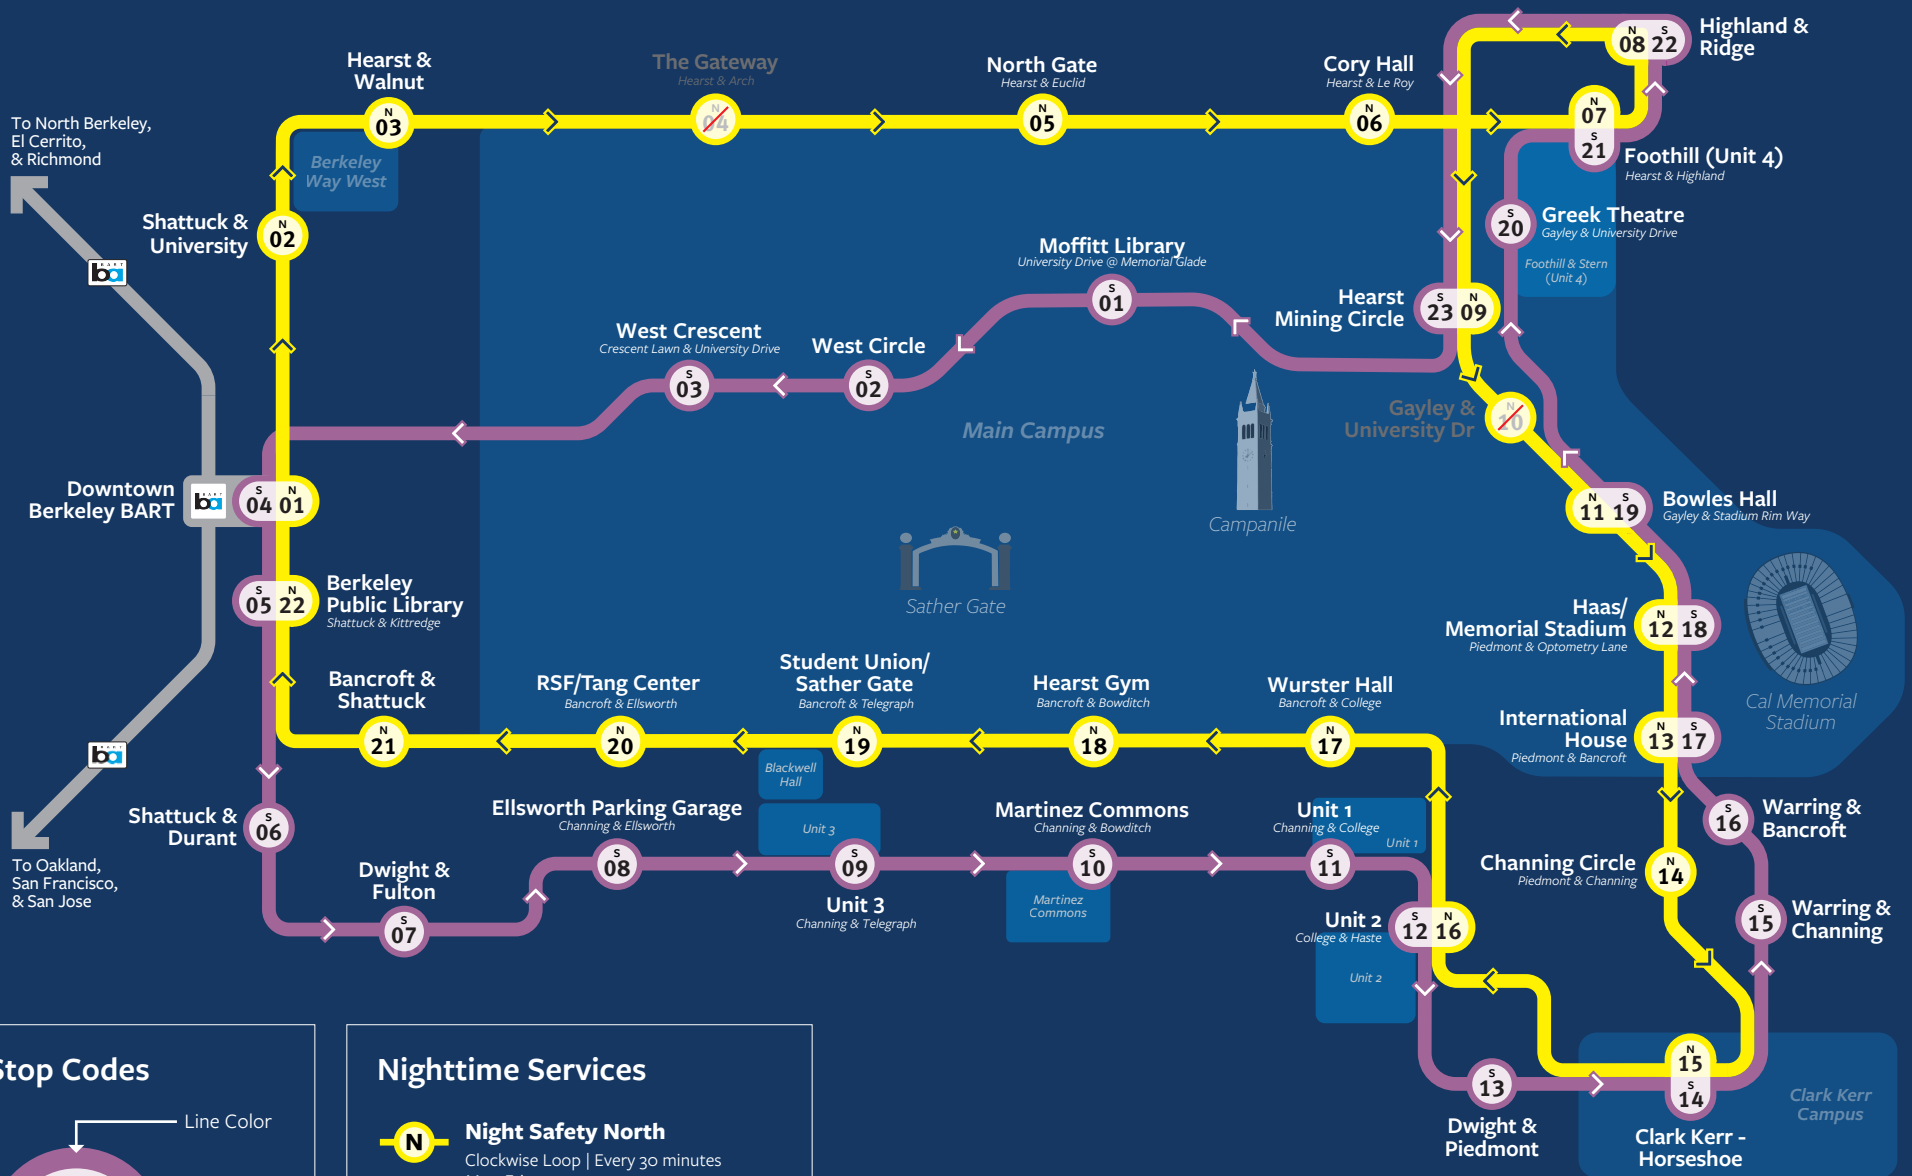 Highland &
Ridge
N
08
S
22
Hearst &
Walnut
The Gateway
Hearst & Arch
North Gate
Hearst & Euclid
Cory Hall
Hearst & Le Roy
To North Berkeley,
El Cerrito,
& Richmond
N
03
N
04
N
05
N
06
N
07
S
21
Foothill (Unit 4)
Hearst & Highland
Berkeley
Way West
Shattuck &
University
N
02
S
20
Greek Theatre
Gayley & University Drive
Foothill & Stern
(Unit 4)
BART
ba
Moffitt Library
University Drive @ Memorial Glade
S
01
Hearst
Mining Circle
S
23
N
09
West Crescent
Crescent Lawn & University Drive
West Circle
S
03
S
02
Main Campus
Gayley &
University Dr
N
10
Campanile
Downtown
Berkeley BART
BART
ba
S
04
N
01
N
11
S
19
Bowles Hall
Gayley & Stadium Rim Way
Sather Gate
S
05
N
22
Berkeley
Public Library
Shattuck & Kittredge
Haas/
Memorial Stadium
Piedmont & Optometry Lane
N
12
S
18
Cal Memorial
Stadium
Bancroft &
Shattuck
RSF/Tang Center
Bancroft & Ellsworth
Student Union/
Sather Gate
Bancroft & Telegraph
Hearst Gym
Bancroft & Bowditch
Wurster Hall
Bancroft & College
International
House
Piedmont & Bancroft
N
13
S
17
BART
ba
N
21
N
20
N
19
N
18
N
17
Blackwell
Hall
Shattuck &
Durant
S
06
Ellsworth Parking Garage
Channing & Ellsworth
Unit 3
Martinez Commons
Channing & Bowditch
Unit 1
Channing & College
Unit 1
S
16
Warring &
Bancroft
To Oakland,
San Francisco,
& San Jose
Dwight &
Fulton
S
07
S
08
S
09
S
10
S
11
Channing Circle
Piedmont & Channing
N
14
Unit 3
Channing & Telegraph
Martinez
Commons
Unit 2
College & Haste
S
12
N
16
S
15
Warring &
Channing
Unit 2
Stop Codes
Line Color
Nighttime Services
N
Night Safety North
Clockwise Loop | Every 30 minutes
S
13
Dwight &
Piedmont
N
15
S
14
Clark Kerr -
Horseshoe
Clark Kerr
Campus